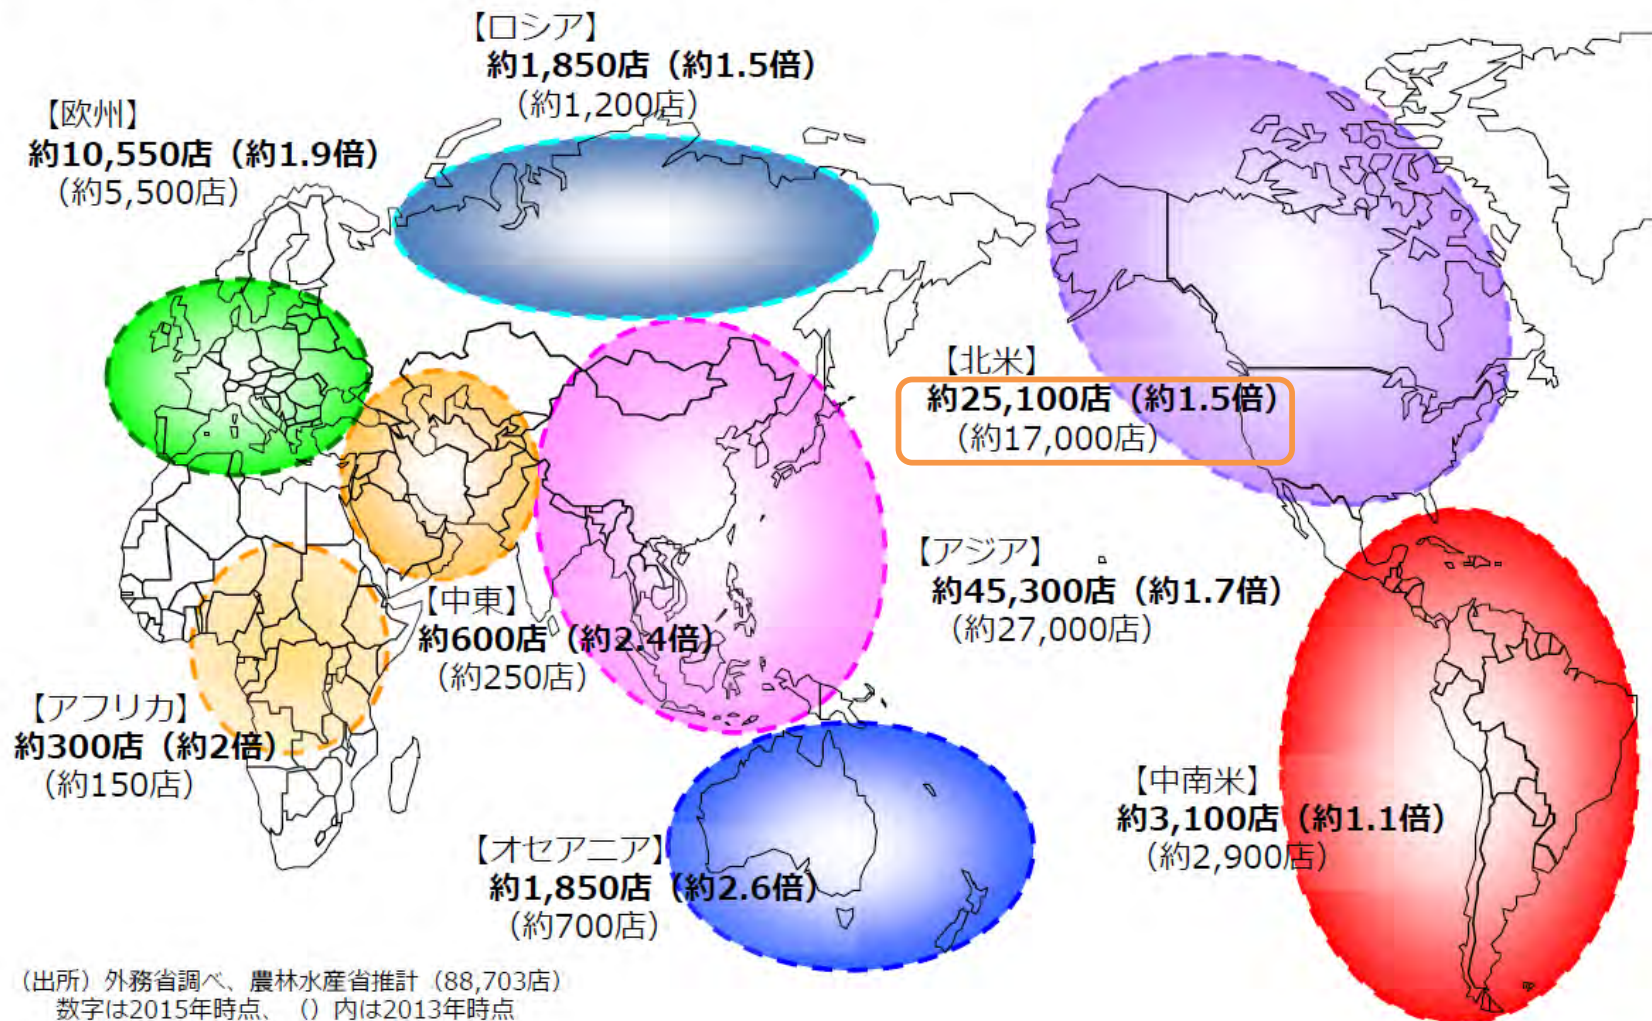 【ロシア】
約1,850店（約1.5倍）
（約1,200店）
【欧州】
約10,550店（約1.9倍）
（約5,500店）
【北米】
約25,100店（約1.5倍）
（約17,000店）
【アジア】
約45,300店（約1.7倍）
（約27,000店）
【中東】
約600店（約2.4倍）
（約250店）
【アフリカ】
約300店（約2倍）
（約150店）
【中南米】
約3,100店（約1.1倍）
（約2,900店）
【オセアニア】
約1,850店（約2.6倍）
（約700店）
（出所）外務省調べ、農林水産省推計（88,703店）
数字は2015年時点、（）内は2013年時点